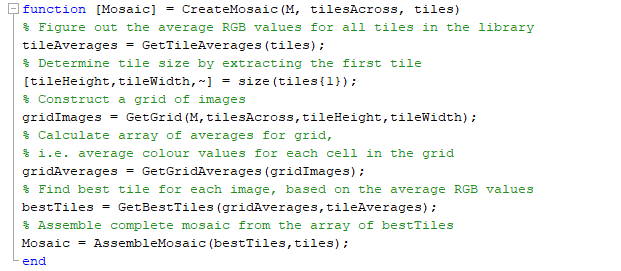 function [Mosaic] = CreateMosaic(M, tilesAcross, tiles)
% Figure out the average RGB values for all tiles in the library
tileAverages = GetTileAverages(tiles);
% Determine tile size by extracting the first tile
[tileHeight,tileWidth,~] = size(tiles{1});
% Construct a grid of images
gridImages = GetGrid(M,tilesAcross,tileHeight,tileWidth);
% Calculate array of averages for grid,
% i.e. average colour values for each cell in the grid
gridAverages = GetGridAverages(gridImages);
% Find best tile for each image, based on the average RGB values
bestTiles = GetBestTiles(gridAverages,tileAverages);
% Assemble complete mosaic from the array of bestTiles
Mosaic = AssembleMosaic(bestTiles,tiles);
end